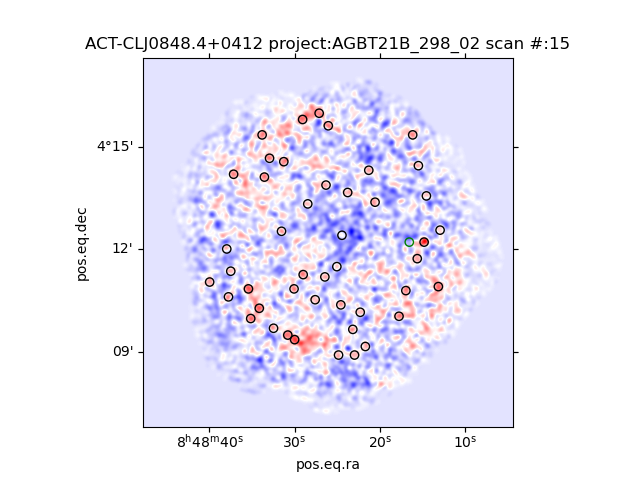 ACT-CLJ0848.4+0412 project:AGBT21B_298_02 scan #:15
4°15'
12'
09'
pos.eq.dec
8ʰ48ᵐ40ˢ 30ˢ 20ˢ 10ˢ
pos.eq.ra